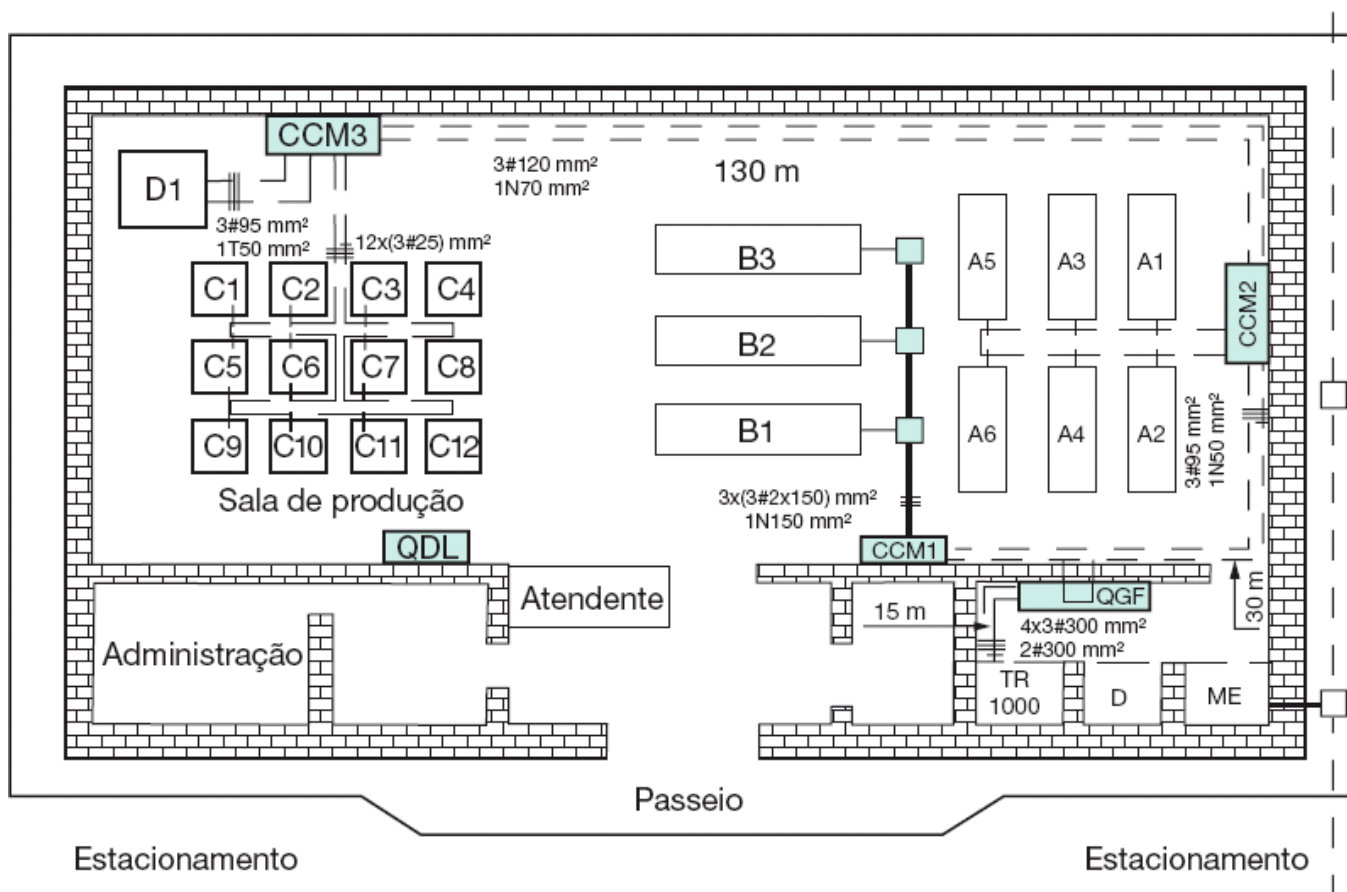 CCM3
3#120 mm²
1N70 mm²
130 m
D1
3#95 mm²
1T50 mm²
12x(3#25) mm²
C1
C2
C3
C4
C5
C6
C7
C8
C9
C10
C11
C12
Sala de produção
B3
B2
B1
A5
A3
A1
A6
A4
A2
CCM2
3#95 mm²
1N50 mm²
3x(3#2x150) mm²
1N150 mm²
QDL
CCM1
Atendente
Administração
15 m
QGF
4x3#300 mm²
2#300 mm²
30 m
TR
1000
D
ME
Passeio
Estacionamento
Estacionamento